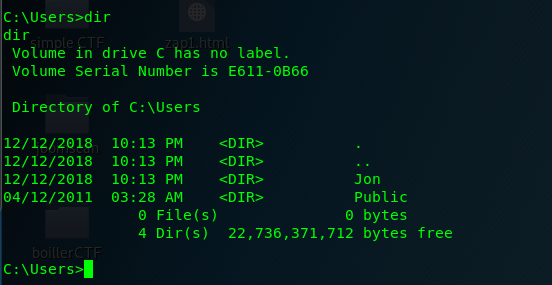 C:\Users>dir
dir
simple CTF
zap1.html
 Volume in drive C has no label.
 Volume Serial Number is E611-0B66
 Directory of C:\Users
12/12/2018  10:13 PM    <DIR>          .
12/12/2018  10:13 PM    <DIR>          ..
12/12/2018  10:13 PM    <DIR>          Jon
04/12/2011  03:28 AM    <DIR>          Public
               0 File(s)              0 bytes
               4 Dir(s)  22,736,371,712 bytes free
boillerCTF
C:\Users>